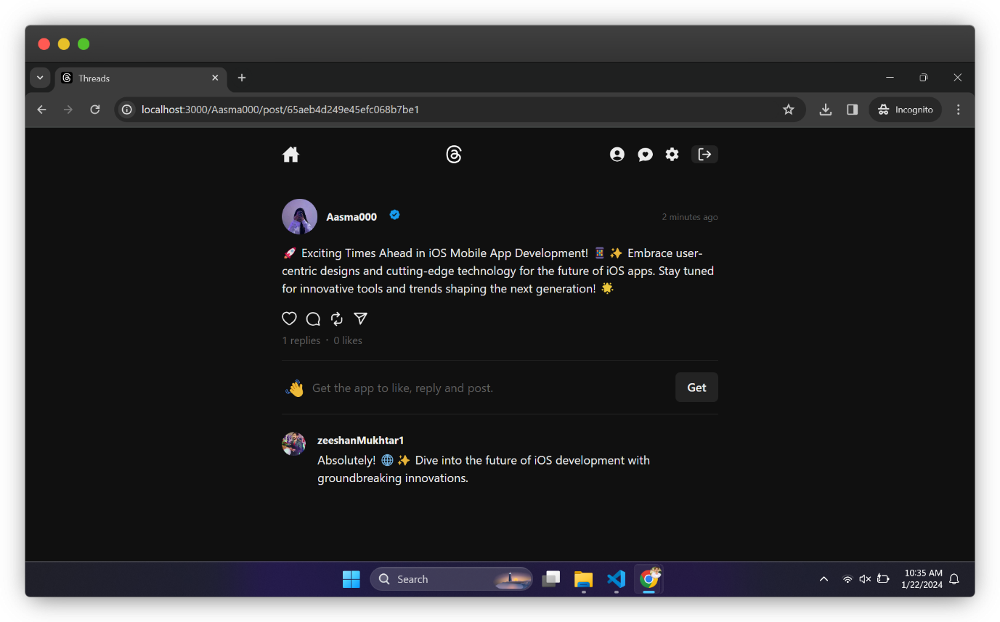 Threads
localhost:3000/Aasma000/post/65aeb4d249e45efc068b7be1
Incognito
Aasma000
2 minutes ago
🚀 Exciting Times Ahead in iOS Mobile App Development! 📱 ✨ Embrace user-
centric designs and cutting-edge technology for the future of iOS apps. Stay tuned
for innovative tools and trends shaping the next generation! 🌟
1 replies · 0 likes
👋 Get the app to like, reply and post.
Get
zeeshanMukhtar1
Absolutely! 🌐 ✨ Dive into the future of iOS development with
groundbreaking innovations.
Search
10:35 AM
1/22/2024